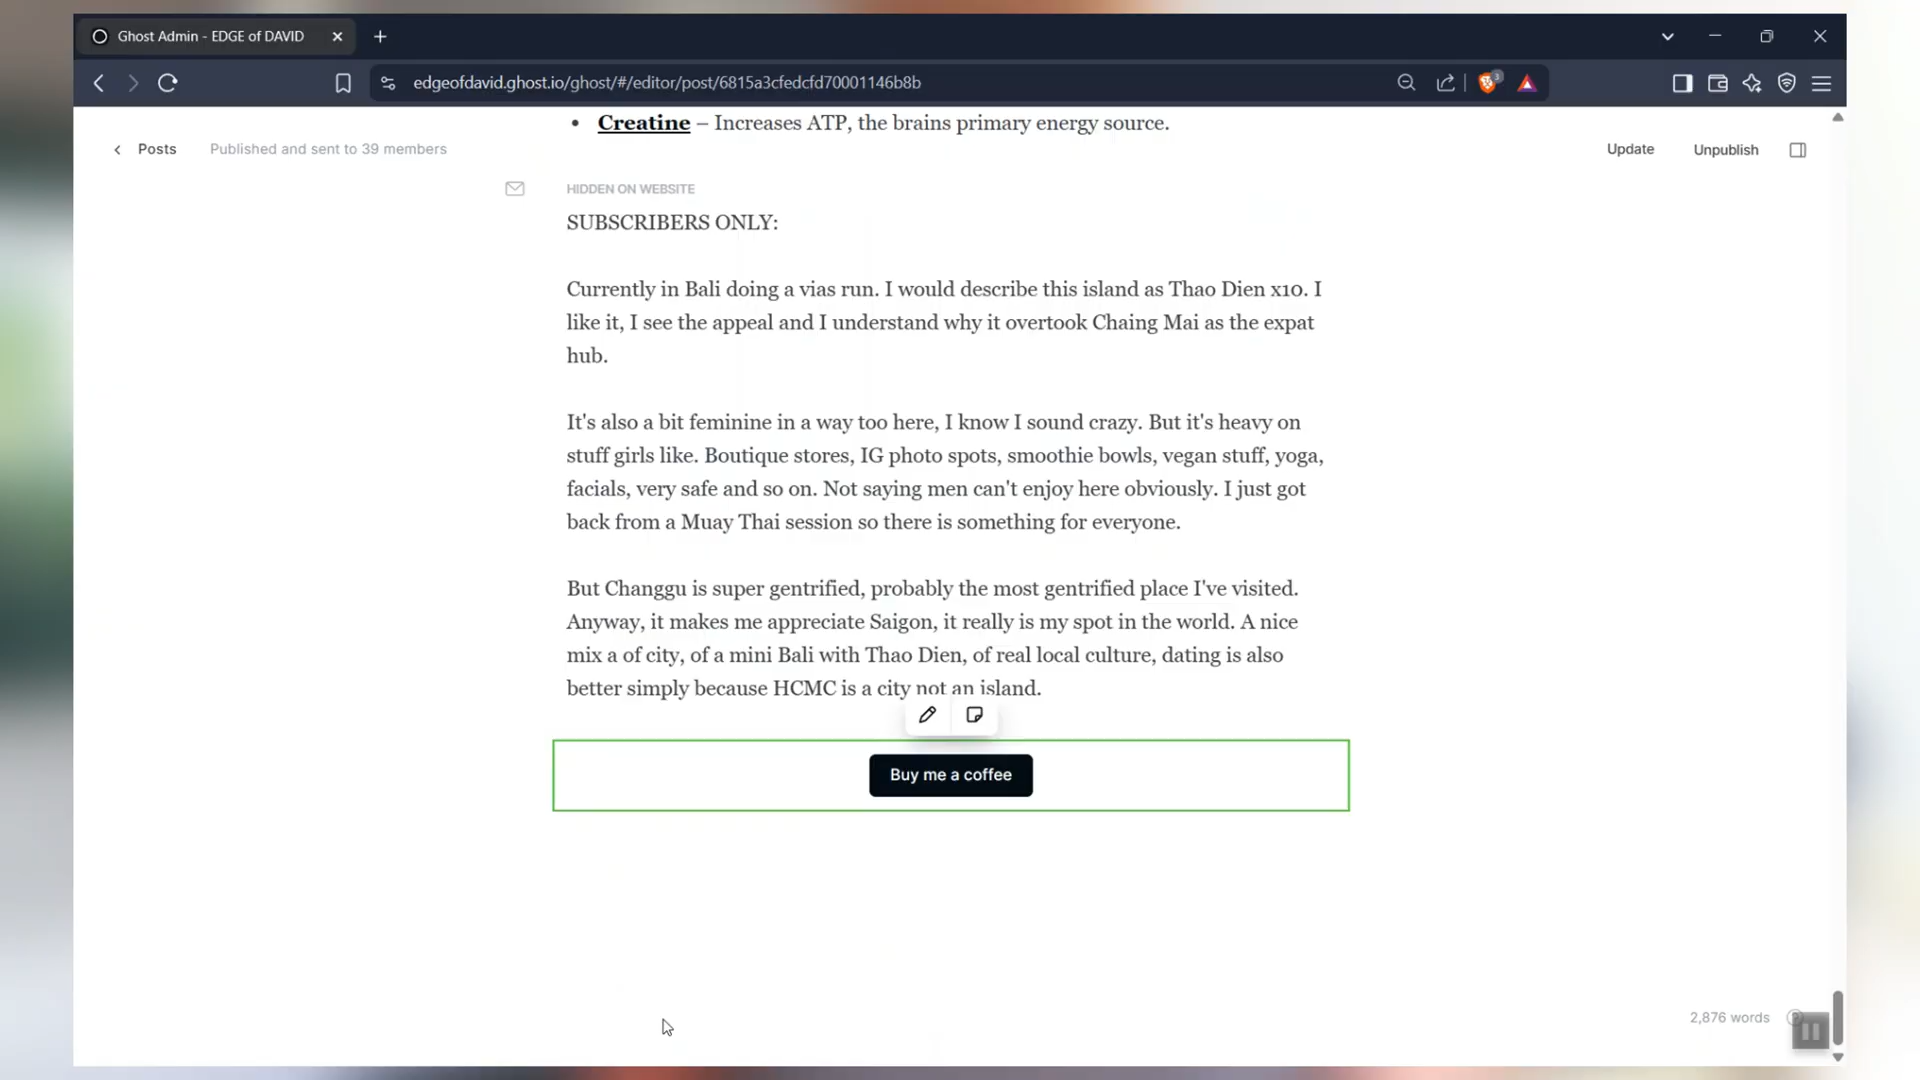 Ghost Admin - EDGE of DAVID
edgeofdavid.ghost.io/ghost/#/editor/post/6815a3cfedcfd70001146b8b
3
• Creatine – Increases ATP, the brains primary energy source.
Posts
Published and sent to 39 members
Update
Unpublish
HIDDEN ON WEBSITE
SUBSCRIBERS ONLY:
Currently in Bali doing a vias run. I would describe this island as Thao Dien x10. I
like it, I see the appeal and I understand why it overtook Chaing Mai as the expat
hub.
It's also a bit feminine in a way too here, I know I sound crazy. But it's heavy on
stuff girls like. Boutique stores, IG photo spots, smoothie bowls, vegan stuff, yoga,
facials, very safe and so on. Not saying men can't enjoy here obviously. I just got
back from a Muay Thai session so there is something for everyone.
But Changgu is super gentrified, probably the most gentrified place I've visited.
Anyway, it makes me appreciate Saigon, it really is my spot in the world. A nice
mix a of city, of a mini Bali with Thao Dien, of real local culture, dating is also
better simply because HCMC is a city not an island.
Buy me a coffee
2,876 words